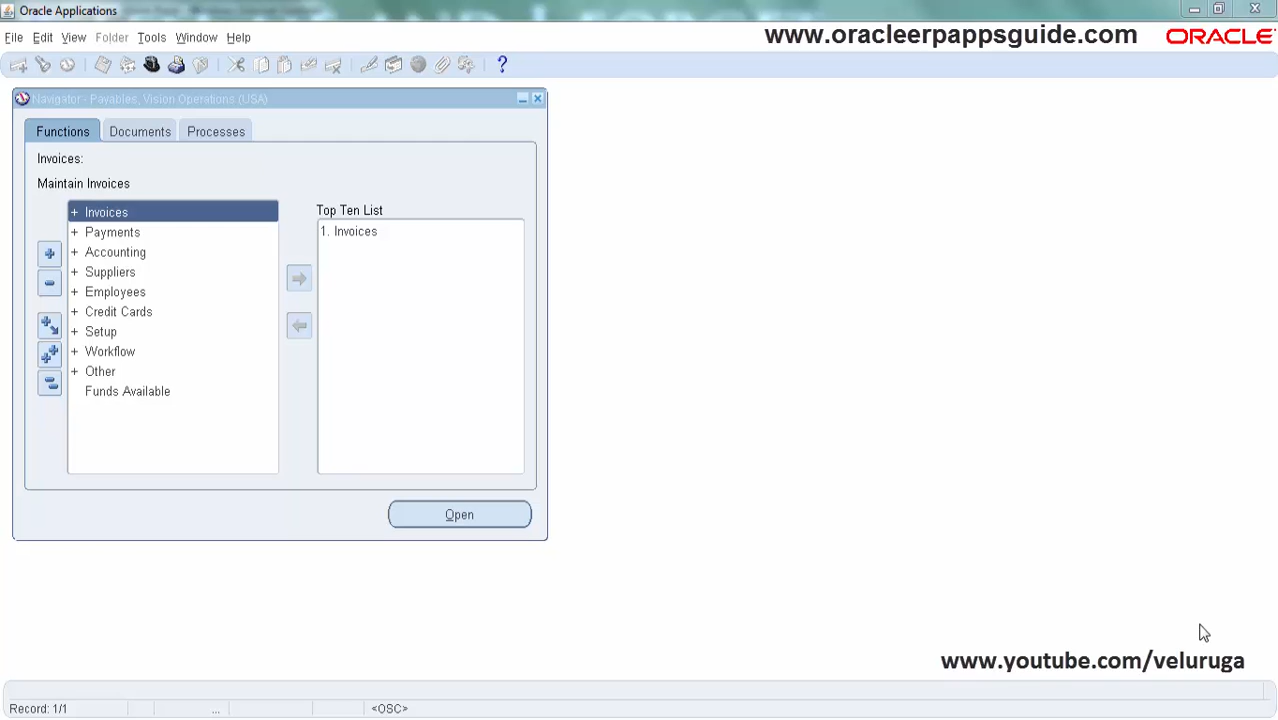 Oracle Applications
File Edit View Folder Tools Window Help
www.oracleerpappsguide.com ORACLE
Navigator - Payables, Vision Operations (USA)
Functions Documents Processes
Invoices:
Maintain Invoices
+ Invoices
+ Payments
+ Accounting
+ Suppliers
+ Employees
+ Credit Cards
+ Setup
+ Workflow
+ Other
Funds Available
Top Ten List
1. Invoices
Open
www.youtube.com/veluruga
Record: 1/1 ... <OSC>